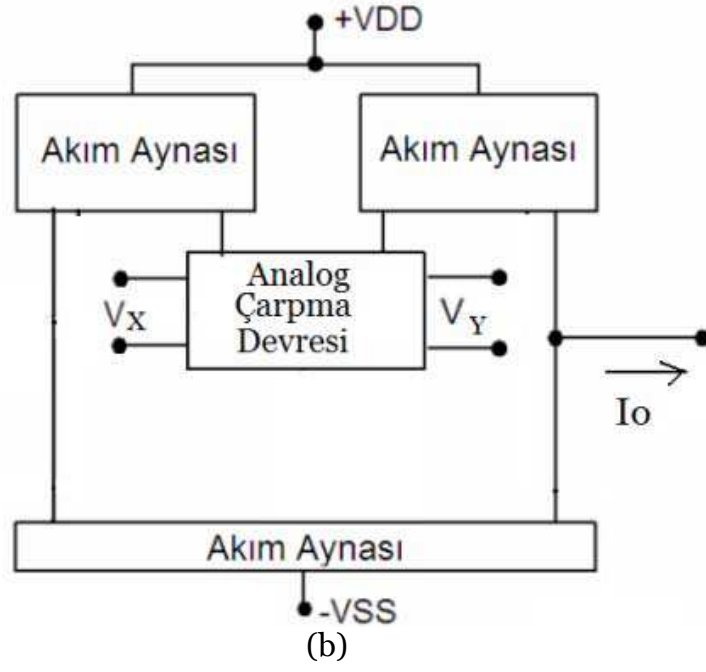 +VDD
Akım Aynası
Akım Aynası
Analog
Çarpma
Devresi
VX
VY
Io
Akım Aynası
-VSS
(b)